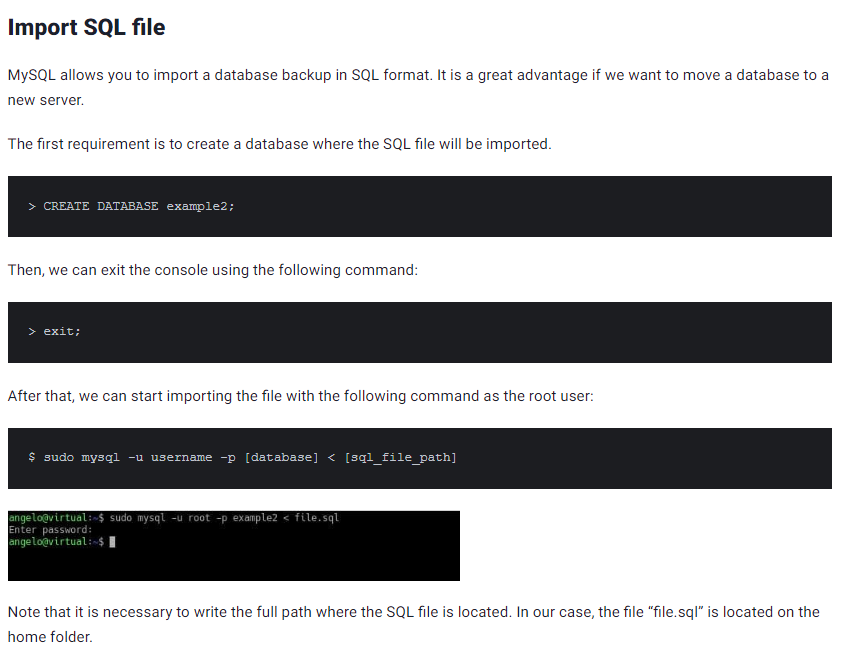 Import SQL file
MySQL allows you to import a database backup in SQL format. It is a great advantage if we want to move a database to a
new server.
The first requirement is to create a database where the SQL file will be imported.
> CREATE DATABASE example2;
Then, we can exit the console using the following command:
> exit;
After that, we can start importing the file with the following command as the root user:
$ sudo mysql -u username -p [database] < [sql_file_path]
angelo@virtual:~$ sudo mysql -u root -p example2 < file.sql
Enter password:
angelo@virtual:~$
Note that it is necessary to write the full path where the SQL file is located. In our case, the file “file.sql” is located on the
home folder.